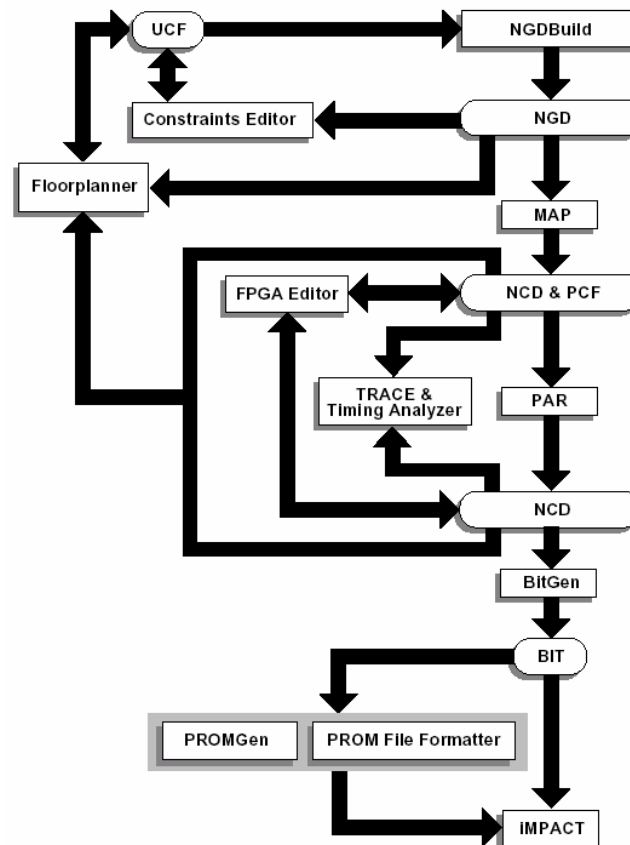 UCF
NGDBuild
Constraints Editor
NGD
Floorplanner
MAP
FPGA Editor
NCD & PCF
TRACE &
Timing Analyzer
PAR
NCD
BitGen
BIT
PROMGen
PROM File Formatter
iMPACT